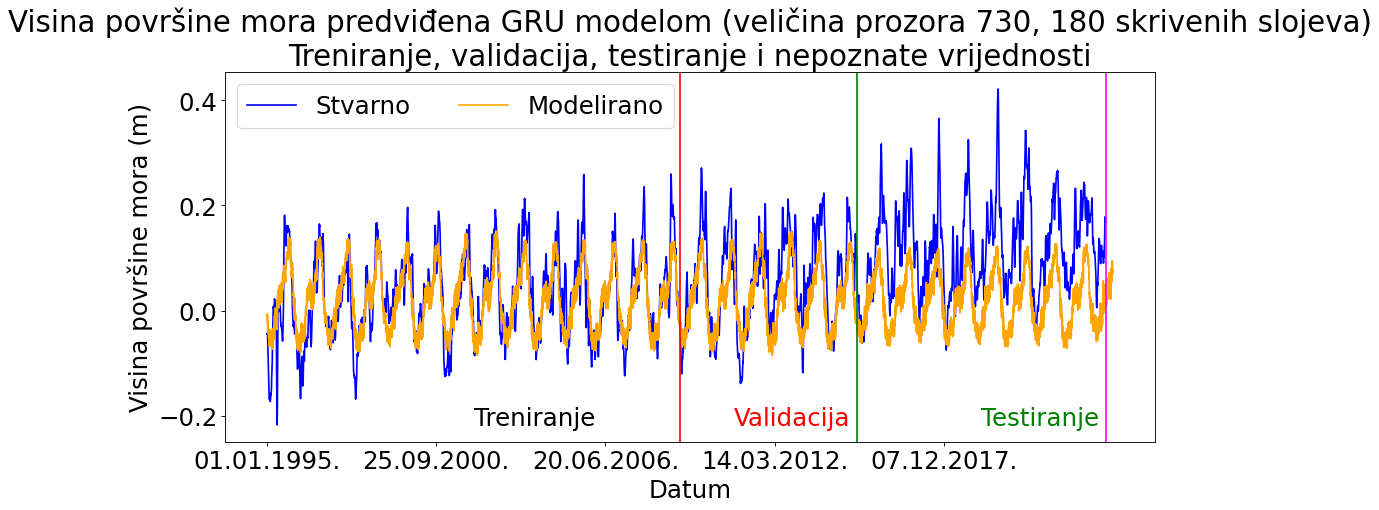 Visina površine mora predviđena GRU modelom (veličina prozora 730, 180 skrivenih slojeva)
Treniranje, validacija, testiranje i nepoznate vrijednosti
Stvarno
Modelirano
Visina površine mora (m)
0.4
0.2
0.0
−0.2
Treniranje
Validacija
Testiranje
01.01.1995.
25.09.2000.
20.06.2006.
14.03.2012.
07.12.2017.
Datum